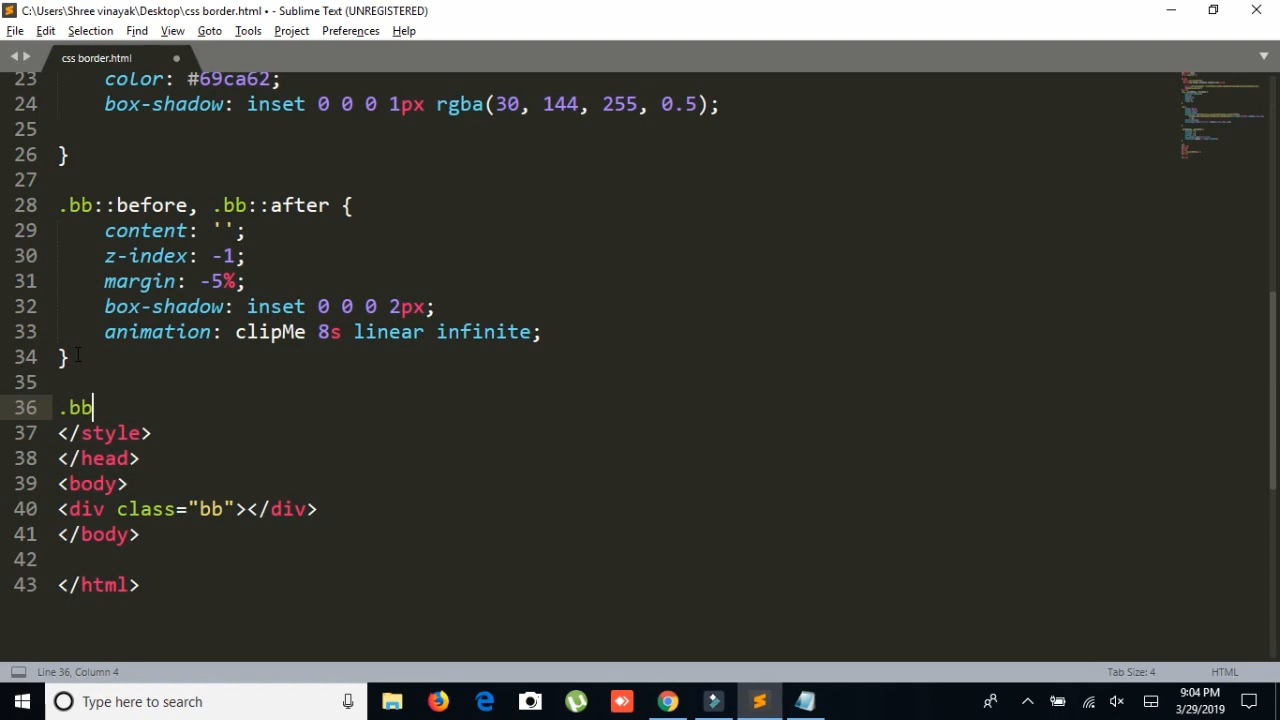 C:\Users\Shree vinayak\Desktop\css border.html • - Sublime Text (UNREGISTERED)
File Edit Selection Find View Goto Tools Project Preferences Help
css border.html
23 color: #69ca62;
24 box-shadow: inset 0 0 0 1px rgba(30, 144, 255, 0.5);
25
26 }
27
28 .bb::before, .bb::after {
29 content: '';
30 z-index: -1;
31 margin: -5%;
32 box-shadow: inset 0 0 0 2px;
33 animation: clipMe 8s linear infinite;
34 }
35
36 .bb
37 </style>
38 </head>
39 <body>
40 <div class="bb"></div>
41 </body>
42
43 </html>
Line 36, Column 4 Tab Size: 4 HTML
Type here to search
9:04 PM
3/29/2019